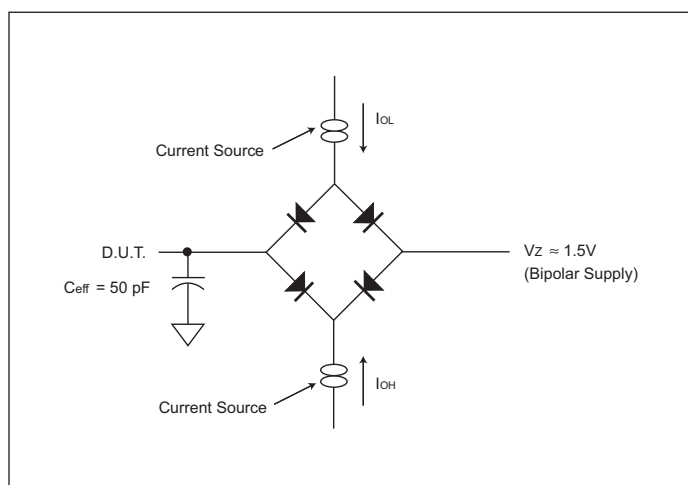 IOL
Current Source
D.U.T.
VZ ≈ 1.5V
(Bipolar Supply)
Ceff = 50 pF
IOH
Current Source